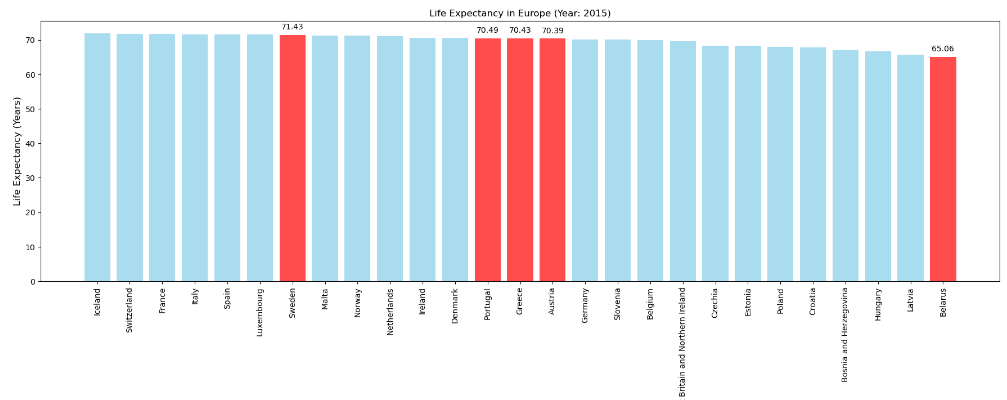 Life Expectancy in Europe (Year: 2015)
Life Expectancy (Years)
70
60
50
40
30
20
10
0
71.43
70.49
70.43
70.39
65.06
Iceland
Switzerland
France
Italy
Spain
Luxembourg
Sweden
Malta
Norway
Netherlands
Ireland
Denmark
Portugal
Greece
Austria
Germany
Slovenia
Belgium
Britain and Northern Ireland
Czechia
Estonia
Poland
Croatia
Bosnia and Herzegovina
Hungary
Latvia
Belarus